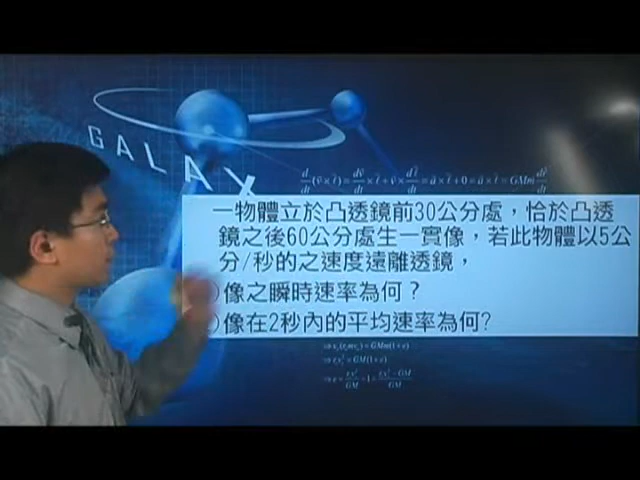 GALAX
一物體立於凸透鏡前30公分處，恰於凸透
鏡之後60公分處生一實像，若此物體以5公
分/秒的之速度遠離透鏡，
)像之瞬時速率為何？
)像在2秒內的平均速率為何?